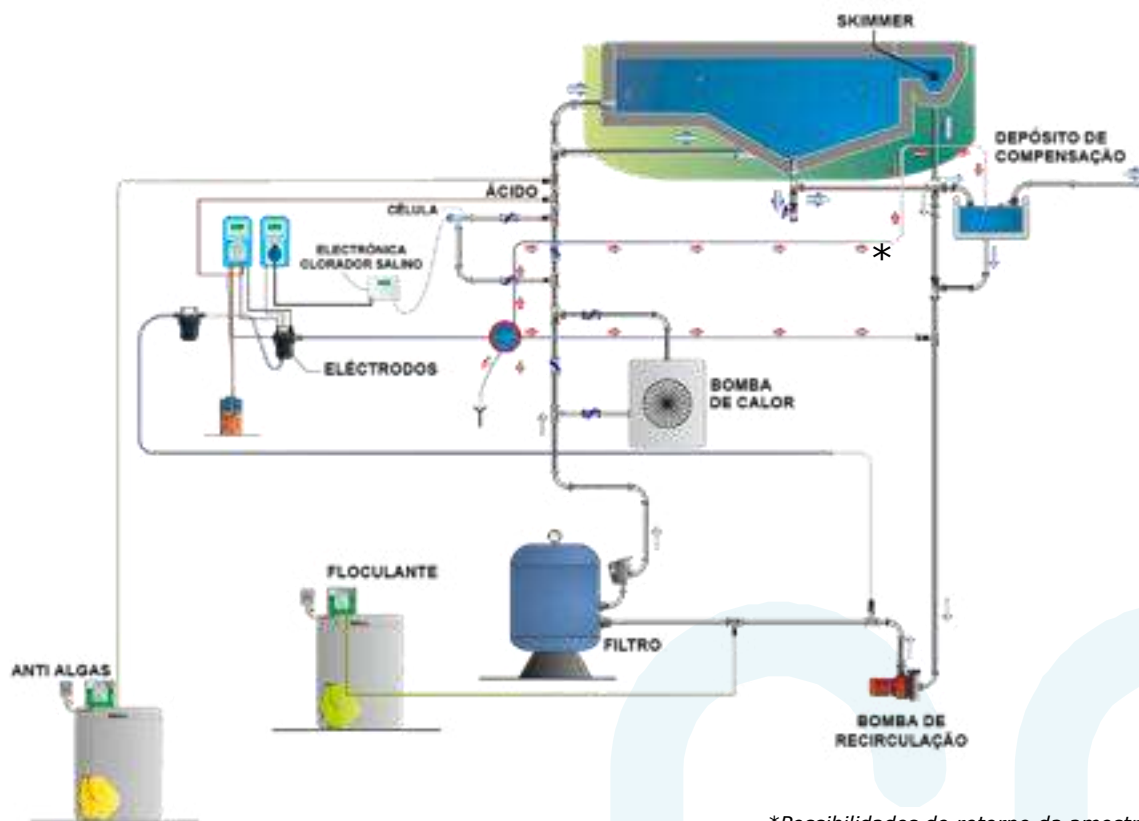 SKIMMER
DEPÓSITO DE
COMPENSAÇÃO
ÁCIDO
CÉLULA
ELECTRÓNICA
CLORADOR SALINO
*
ELÉCTRODOS
BOMBA
DE CALOR
FLOCULANTE
FILTRO
ANTI ALGAS
BOMBA DE
RECIRCULAÇÃO